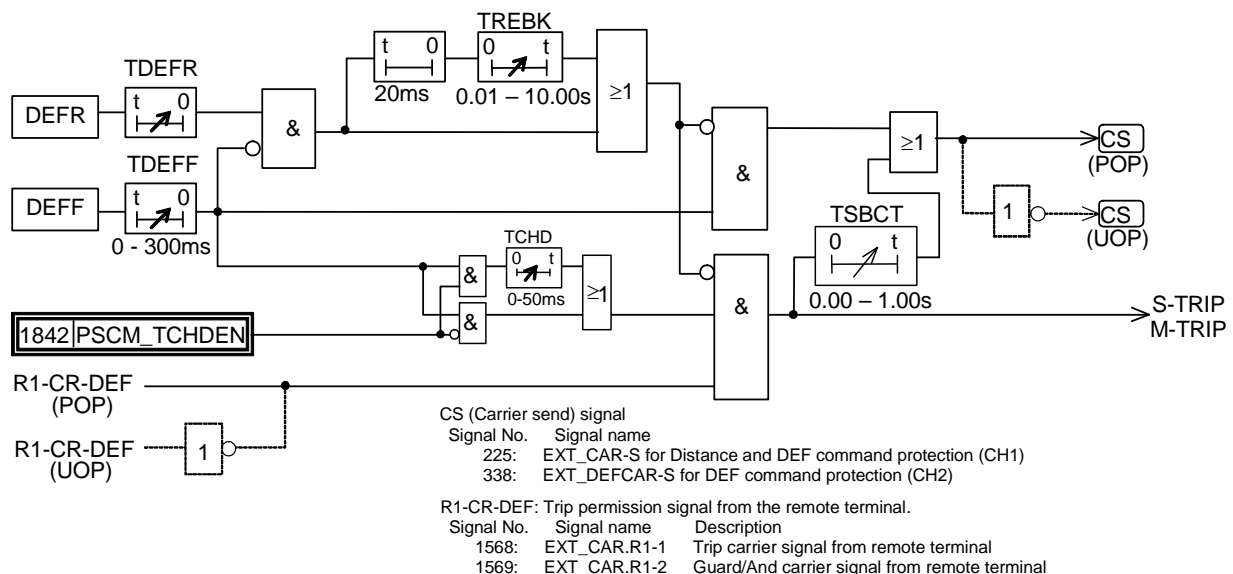 TREBK
t 0
0 t
20ms
0.01 – 10.00s
≥1
TDEFR
DEFR
t 0
&
TDEFF
DEFF
t 0
0 - 300ms
&
≥1
CS
(POP)
1
CS
(UOP)
TSBCT
0 t
0.00 – 1.00s
TCHD
0 t
0-50ms
&
&
≥1
&
S-TRIP
M-TRIP
1842 PSCM_TCHDEN
R1-CR-DEF
(POP)
R1-CR-DEF
(UOP)
1
CS (Carrier send) signal
Signal No. Signal name
225: EXT_CAR-S for Distance and DEF command protection (CH1)
338: EXT_DEFCAR-S for DEF command protection (CH2)
R1-CR-DEF: Trip permission signal from the remote terminal.
Signal No. Signal name Description
1568: EXT_CAR.R1-1 Trip carrier signal from remote terminal
1569: EXT_CAR.R1-2 Guard/And carrier signal from remote terminal